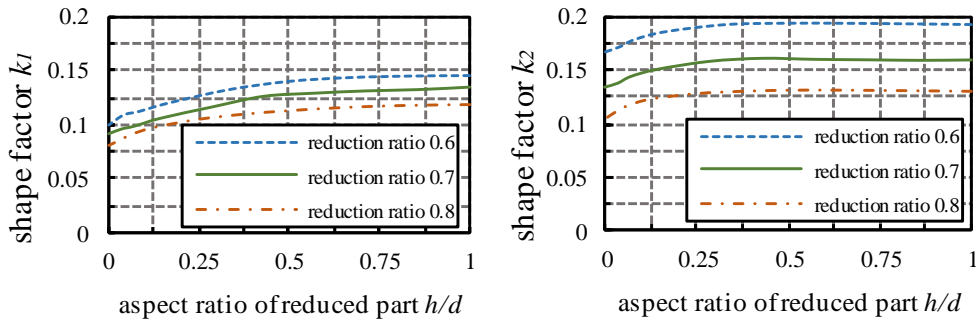 shape factor k1
0.2
0.15
0.1
0.05
0
reduction ratio 0.6
reduction ratio 0.7
reduction ratio 0.8
0 0.25 0.5 0.75 1
aspect ratio of reduced part h/d
shape factor k2
0.2
0.15
0.1
0.05
0
reduction ratio 0.6
reduction ratio 0.7
reduction ratio 0.8
0 0.25 0.5 0.75 1
aspect ratio of reduced part h/d